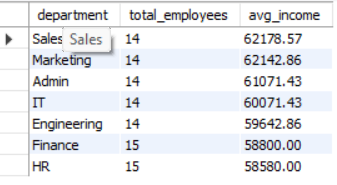 department total_employees avg_income
Sales Sales 14 62178.57
Marketing 14 62142.86
Admin 14 61071.43
IT 14 60071.43
Engineering 14 59642.86
Finance 15 58800.00
HR 15 58580.00